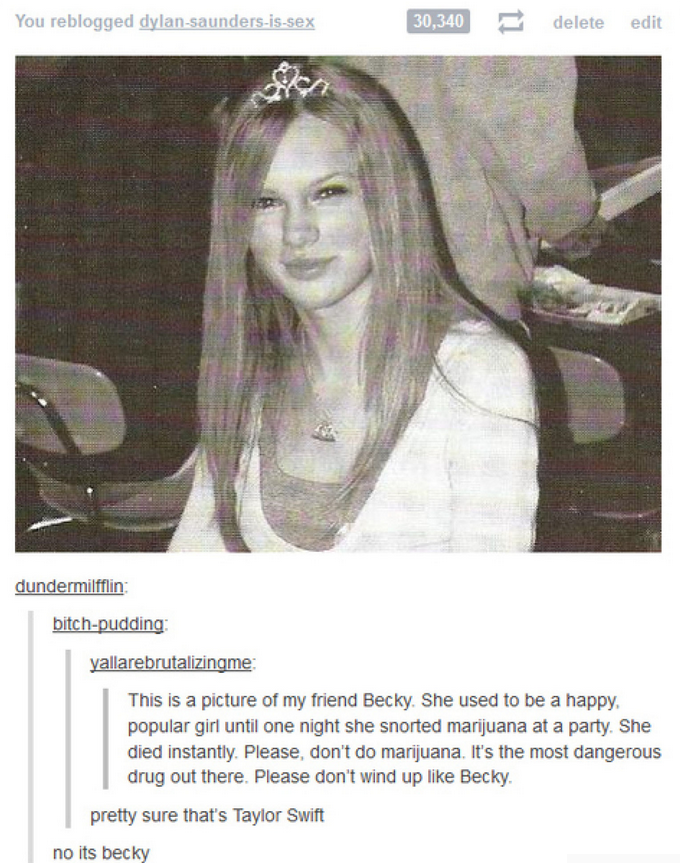 You reblogged dylan-saunders-is-sex 30,340 delete edit
dundermilfflin:
bitch-pudding:
yallarebrutalizingme:
This is a picture of my friend Becky. She used to be a happy,
popular girl until one night she snorted marijuana at a party. She
died instantly. Please, don't do marijuana. It's the most dangerous
drug out there. Please don't wind up like Becky.
pretty sure that's Taylor Swift
no its becky